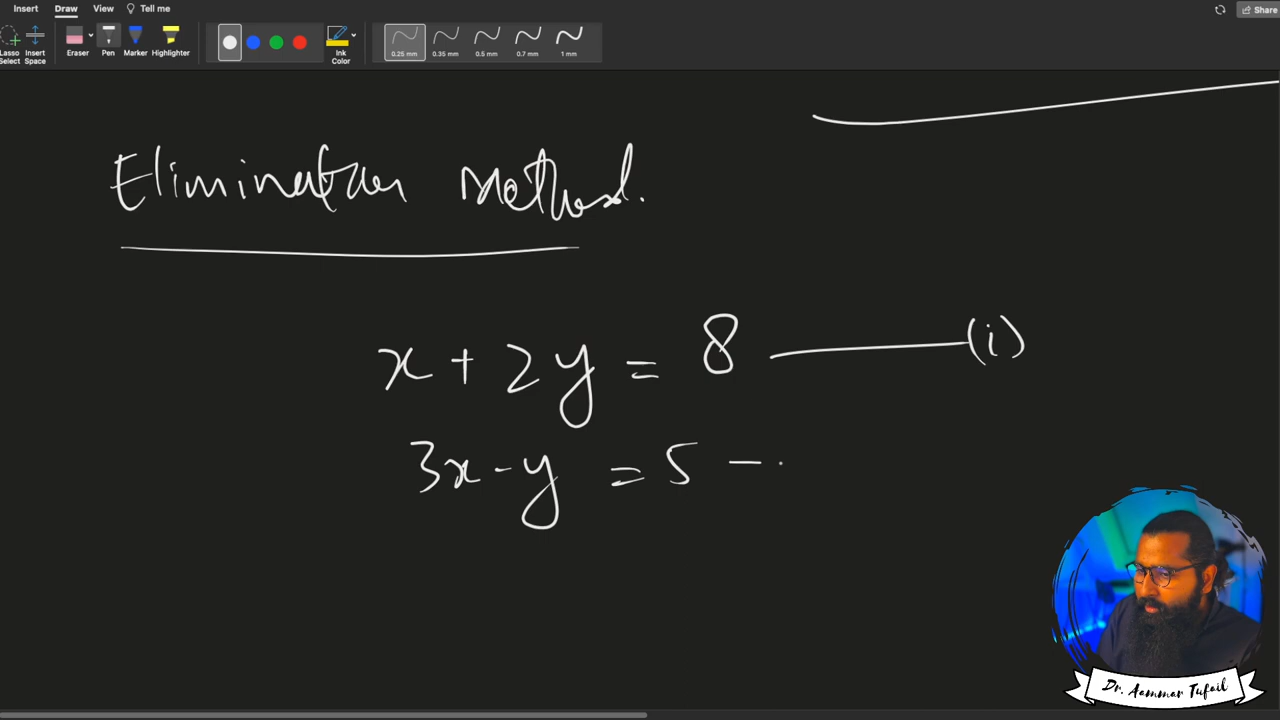 Insert Draw View Tell me Share
Lasso Select Insert Space Eraser Pen Marker Highlighter Ink Color 0.25 mm 0.35 mm 0.5 mm 0.7 mm 1 mm
Elimination Method.
x + 2y = 8 —— (i)
3x - y = 5 —
Dr. Aammar Tufail